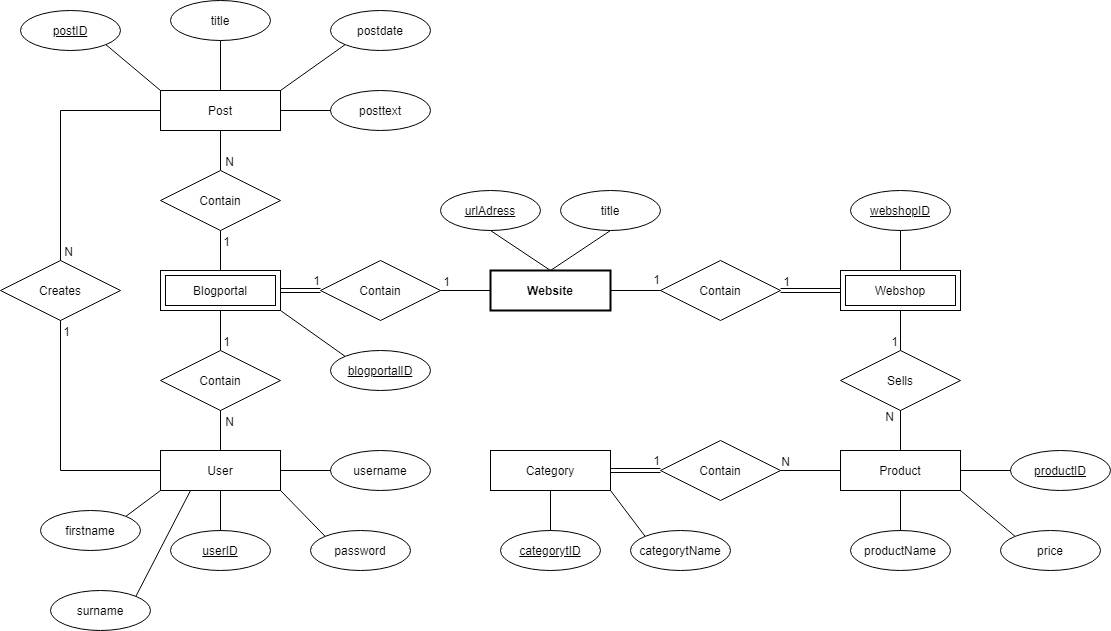 title
postID
postdate
Post
posttext
N
Contain
1
urlAdress
title
webshopID
N
Creates
1
Blogportal
1
Contain
1
Website
1
Contain
1
Webshop
1
1
blogportalID
Contain
1
Sells
N
N
User
username
Category
1
Contain
N
Product
productID
firstname
userID
password
categorytID
categorytName
productName
price
surname